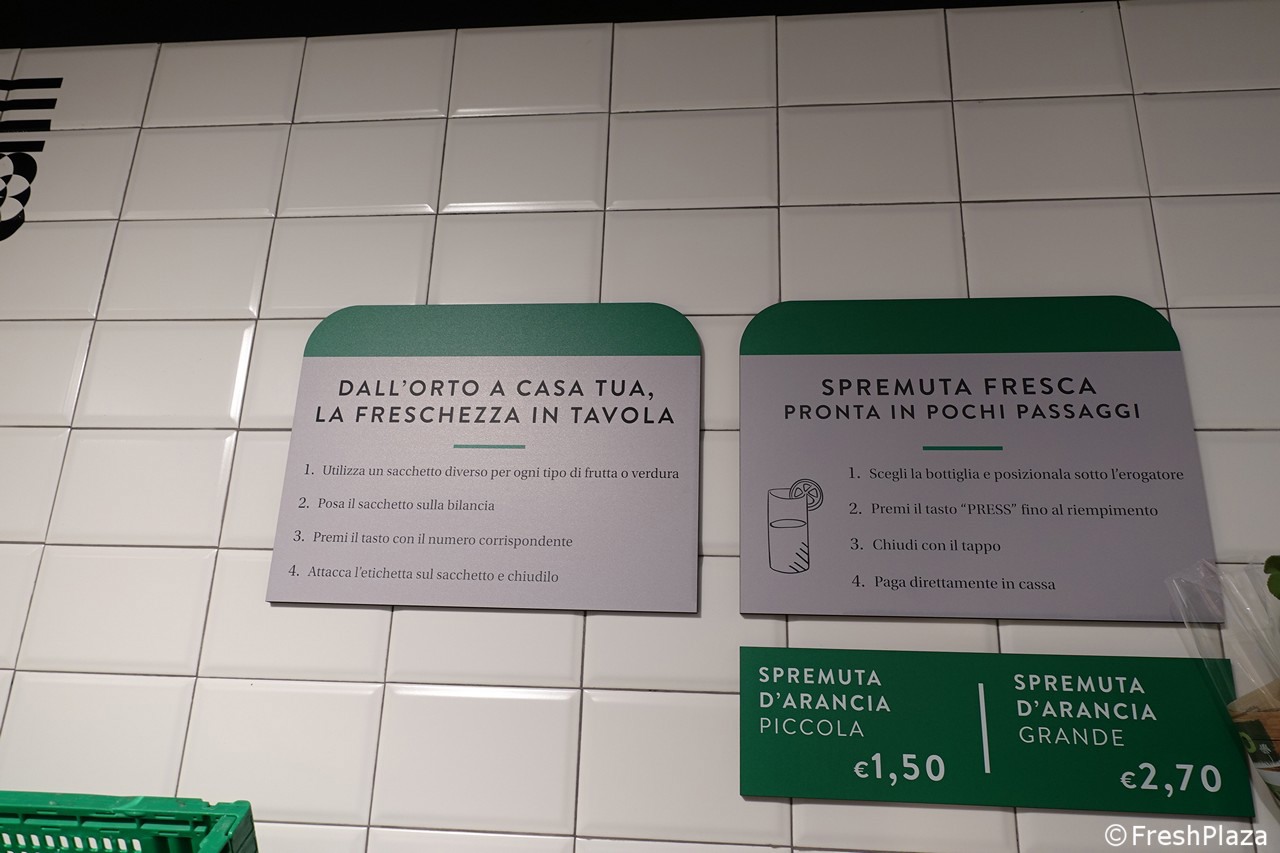 DALL'ORTO A CASA TUA,
LA FRESCHEZZA IN TAVOLA
1. Utilizza un sacchetto diverso per ogni tipo di frutta o verdura
2. Posa il sacchetto sulla bilancia
3. Premi il tasto con il numero corrispondente
4. Attacca l'etichetta sul sacchetto e chiudilo
SPREMUTA FRESCA
PRONTA IN POCHI PASSAGGI
1. Scegli la bottiglia e posizionala sotto l'erogatore
2. Premi il tasto “PRESS” fino al riempimento
3. Chiudi con il tappo
4. Paga direttamente in cassa
SPREMUTA
D'ARANCIA
PICCOLA
€1,50
SPREMUTA
D'ARANCIA
GRANDE
€2,70
©FreshPlaza